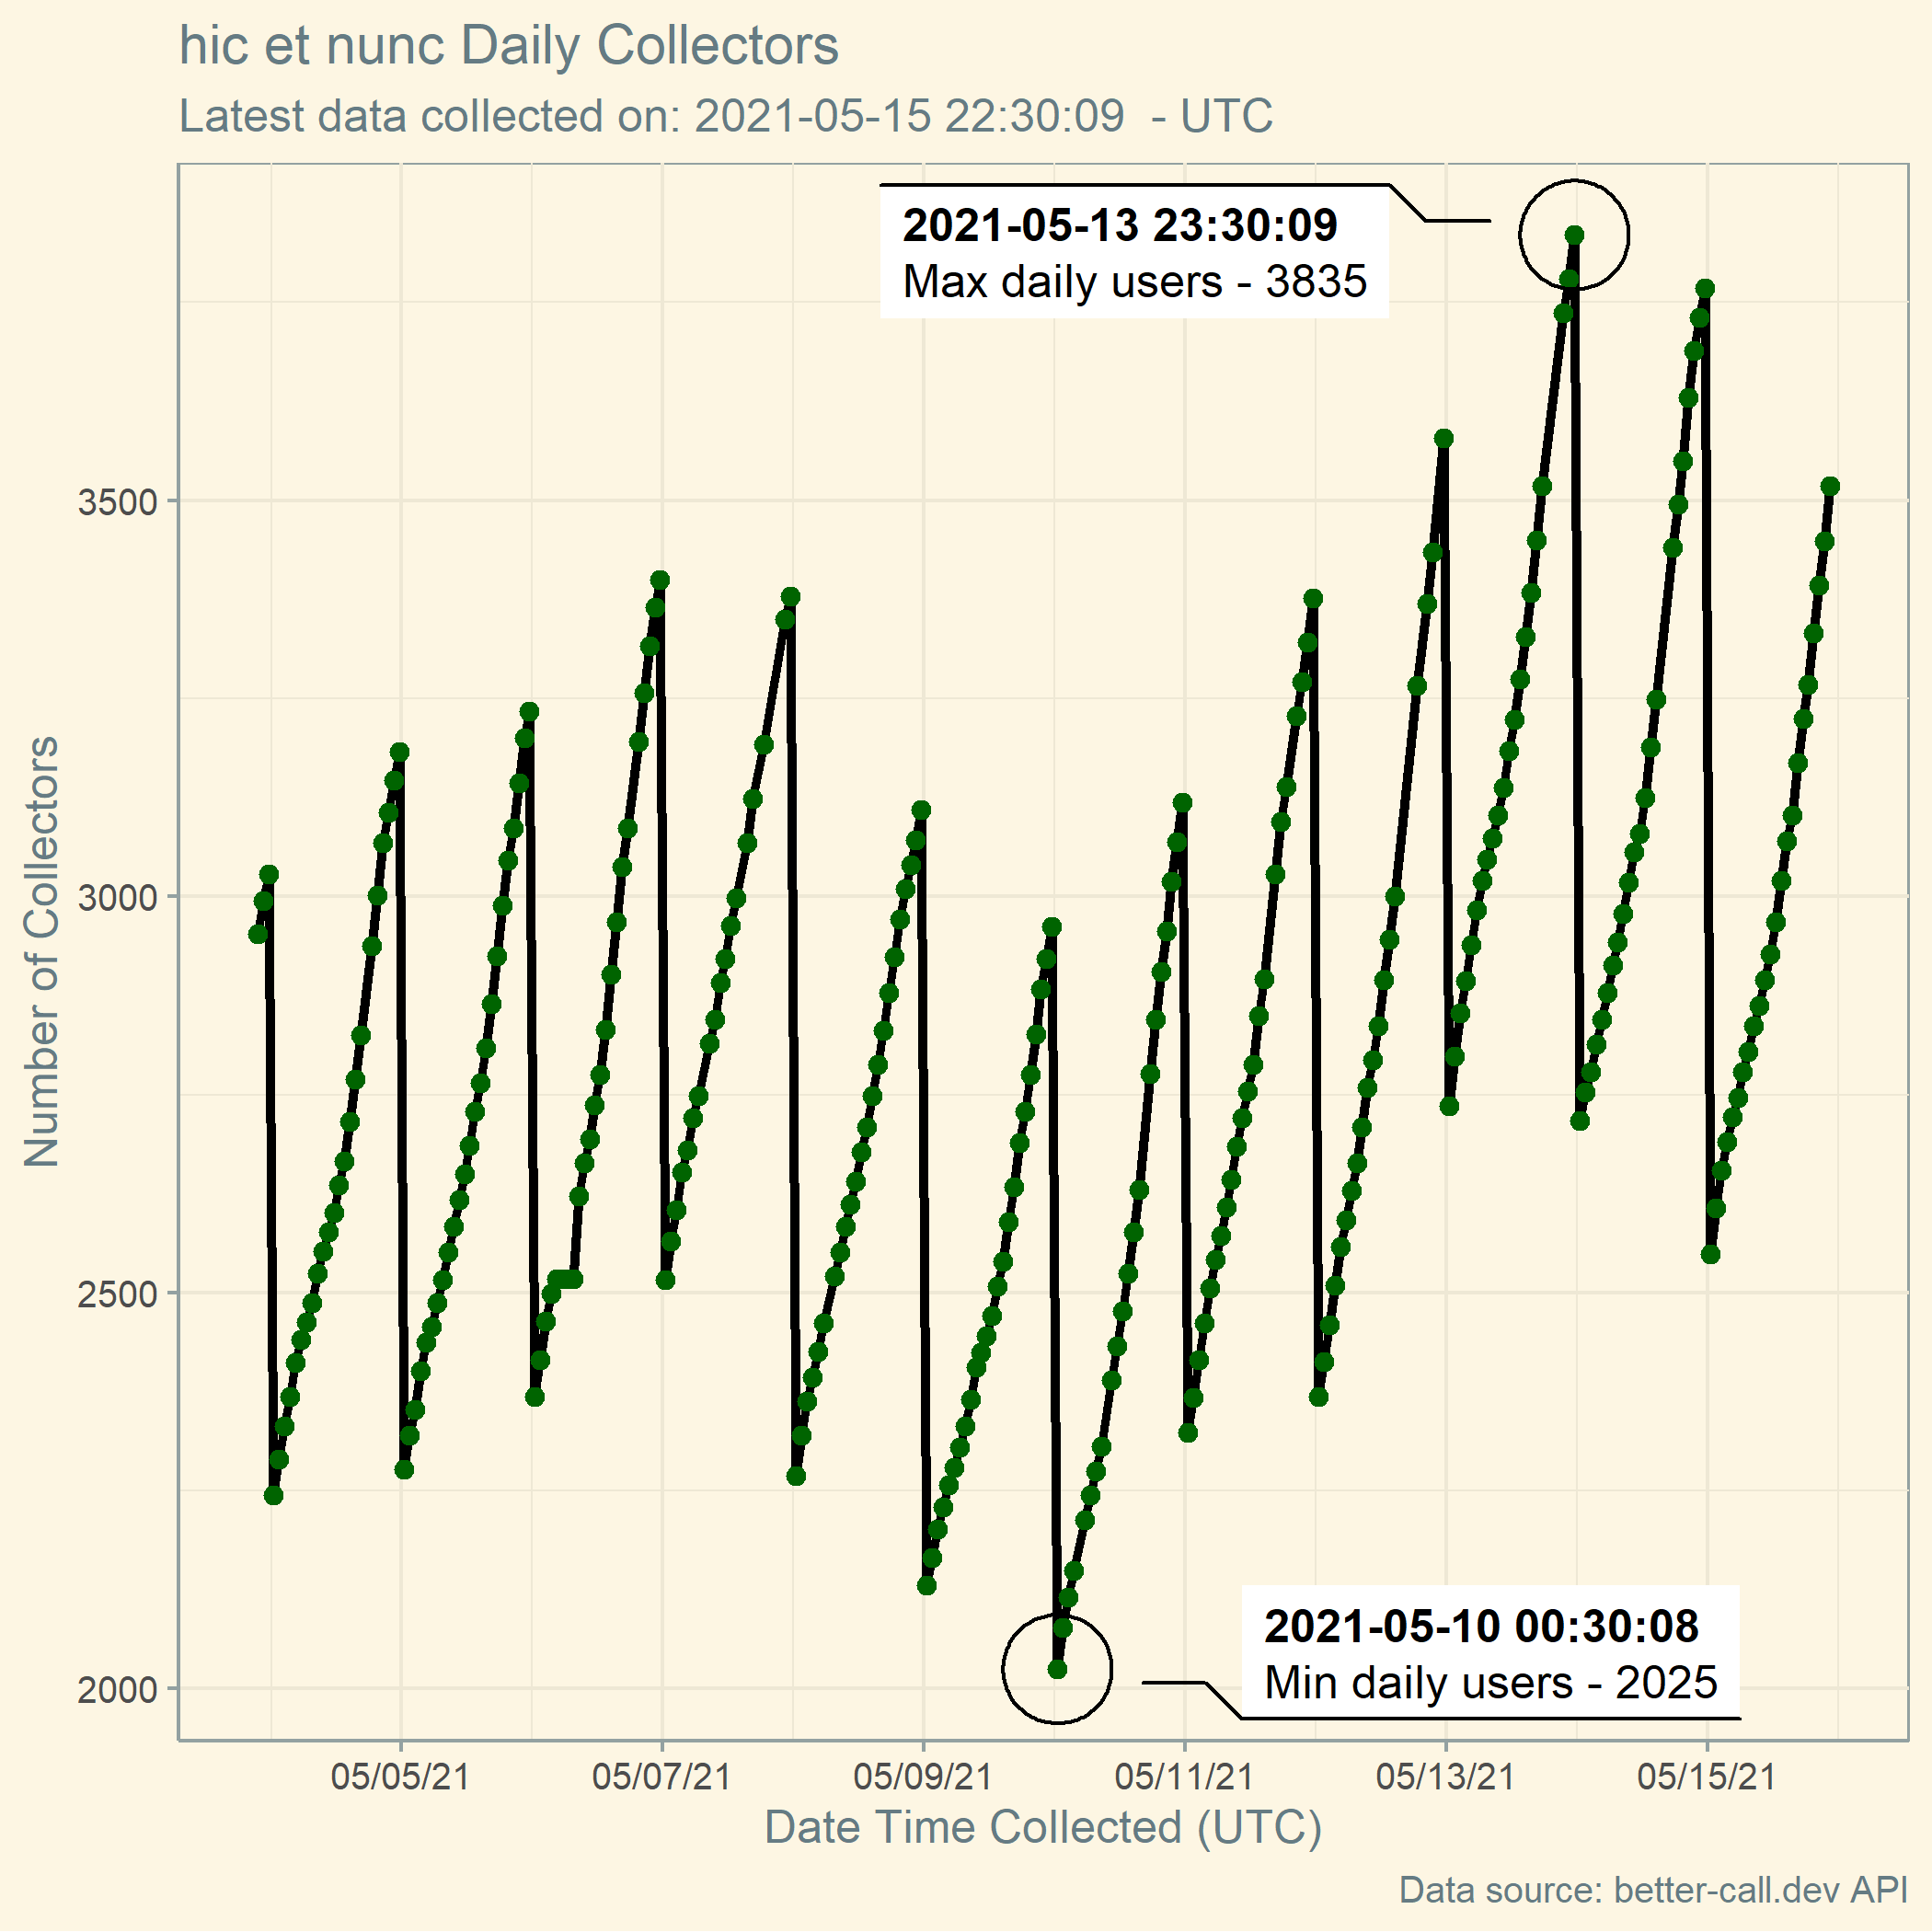 hic et nunc Daily Collectors
Latest data collected on: 2021-05-15 22:30:09  - UTC
2021-05-13 23:30:09
Max daily users - 3835
3500
3000
2500
2000
Number of Collectors
2021-05-10 00:30:08
Min daily users - 2025
05/05/21 05/07/21 05/09/21 05/11/21 05/13/21 05/15/21
Date Time Collected (UTC)
Data source: better-call.dev API